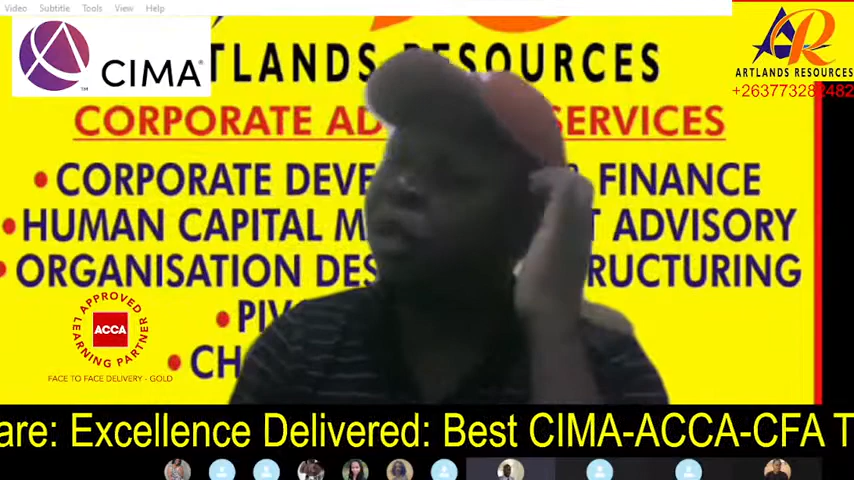 Video Subtitle Tools View Help
CIMA
ARTLANDS RESOURCES
TLANDS RESOURCES
+263773282482
CORPORATE AD SERVICES
• CORPORATE DEVE FINANCE
• HUMAN CAPITAL M T ADVISORY
• ORGANISATION DES RUCTURING
• PIV
• CH
APPROVED
ACCA
LEARNING PARTNER
FACE TO FACE DELIVERY - GOLD
are: Excellence Delivered: Best CIMA-ACCA-CFA T